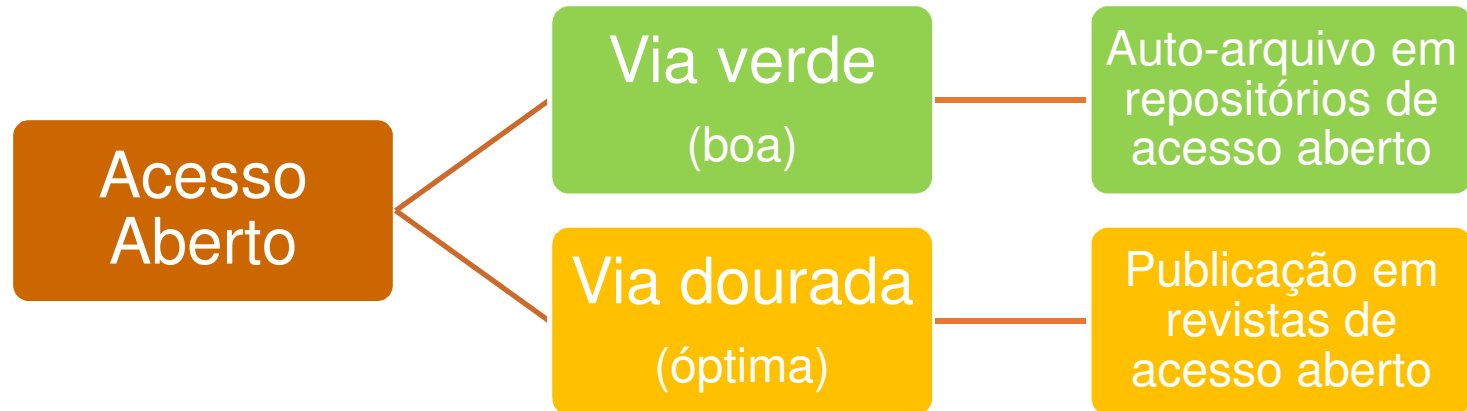 Acesso
Aberto
Via verde
(boa)
Auto-arquivo em
repositórios de
acesso aberto
Via dourada
(óptima)
Publicação em
revistas de
acesso aberto